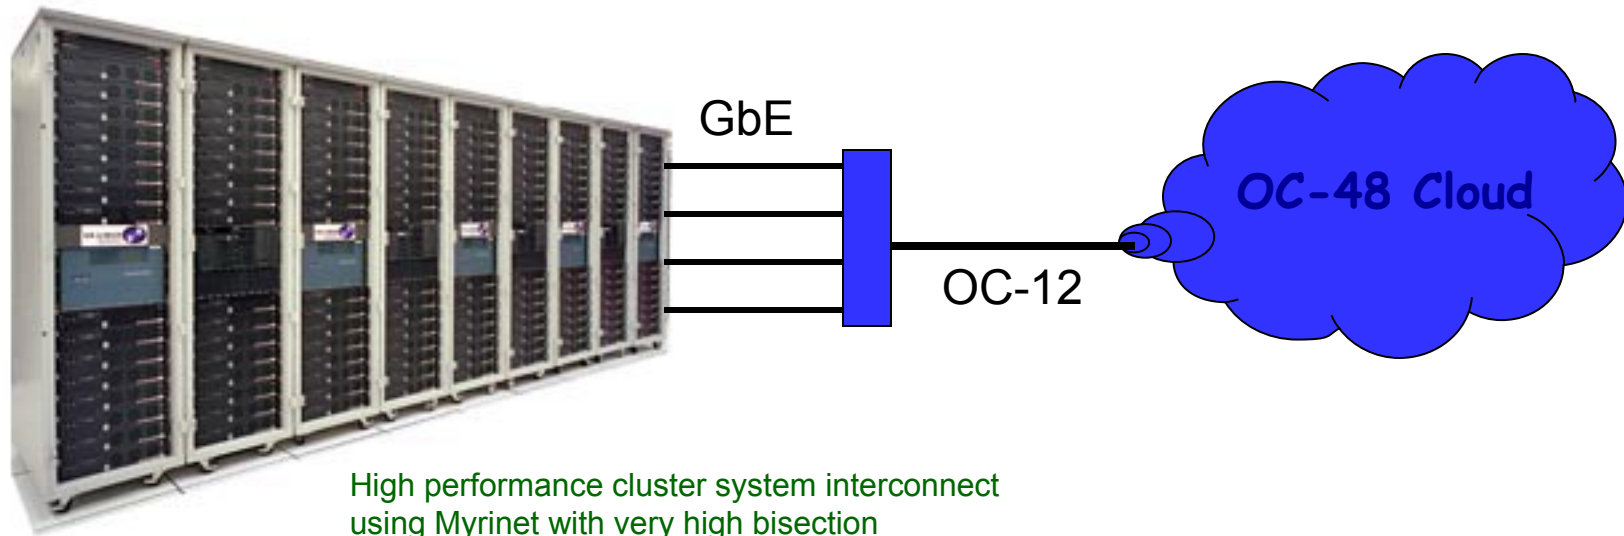 GbE
OC-48 Cloud
OC-12
High performance cluster system interconnect
using Myrinet with very high bisection